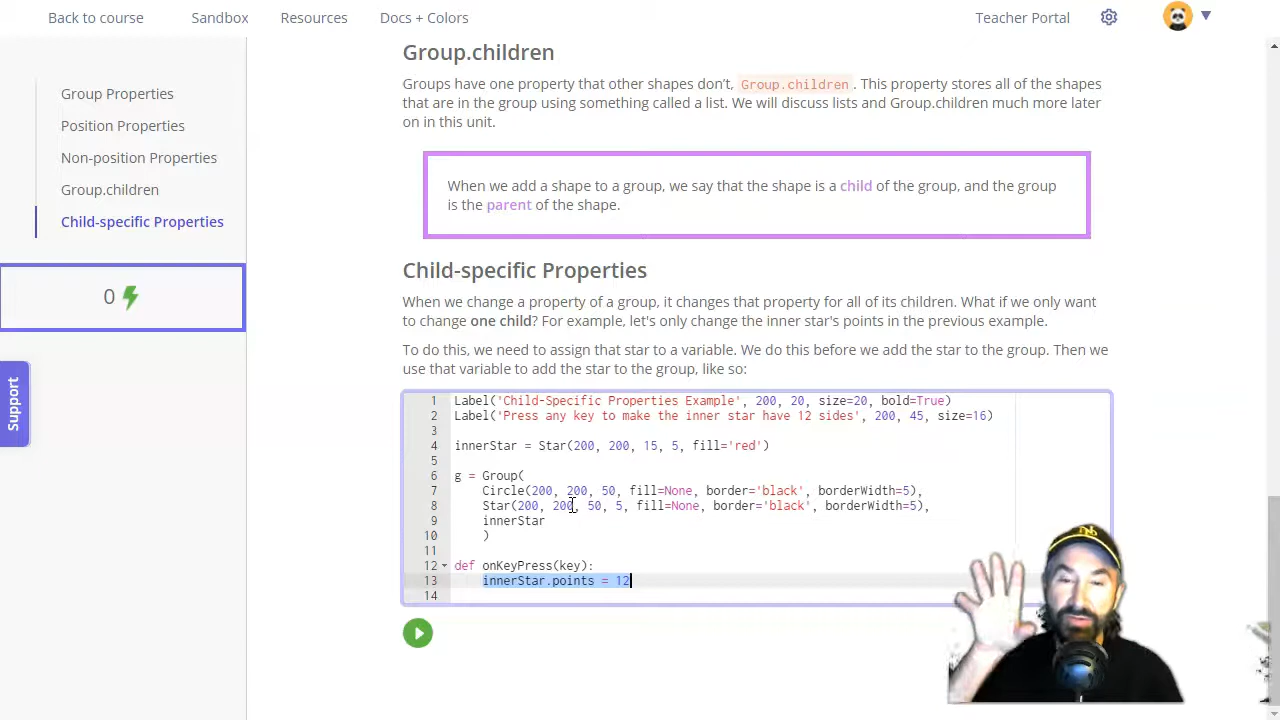 Back to course
Sandbox
Resources
Docs + Colors
Teacher Portal
Group Properties
Position Properties
Non-position Properties
Group.children
Child-specific Properties
0
Support
Group.children
Groups have one property that other shapes don't, Group.children. This property stores all of the shapes
that are in the group using something called a list. We will discuss lists and Group.children much more later
on in this unit.
When we add a shape to a group, we say that the shape is a child of the group, and the group
is the parent of the shape.
Child-specific Properties
When we change a property of a group, it changes that property for all of its children. What if we only want
to change one child? For example, let's only change the inner star's points in the previous example.
To do this, we need to assign that star to a variable. We do this before we add the star to the group. Then we
use that variable to add the star to the group, like so:
1 Label('Child-Specific Properties Example', 200, 20, size=20, bold=True)
2 Label('Press any key to make the inner star have 12 sides', 200, 45, size=16)
3
4 innerStar = Star(200, 200, 15, 5, fill='red')
5
6 g = Group(
7 Circle(200, 200, 50, fill=None, border='black', borderWidth=5),
8 Star(200, 200, 50, 5, fill=None, border='black', borderWidth=5),
9 innerStar
10 )
11
12 def onKeyPress(key):
13 innerStar.points = 12
14